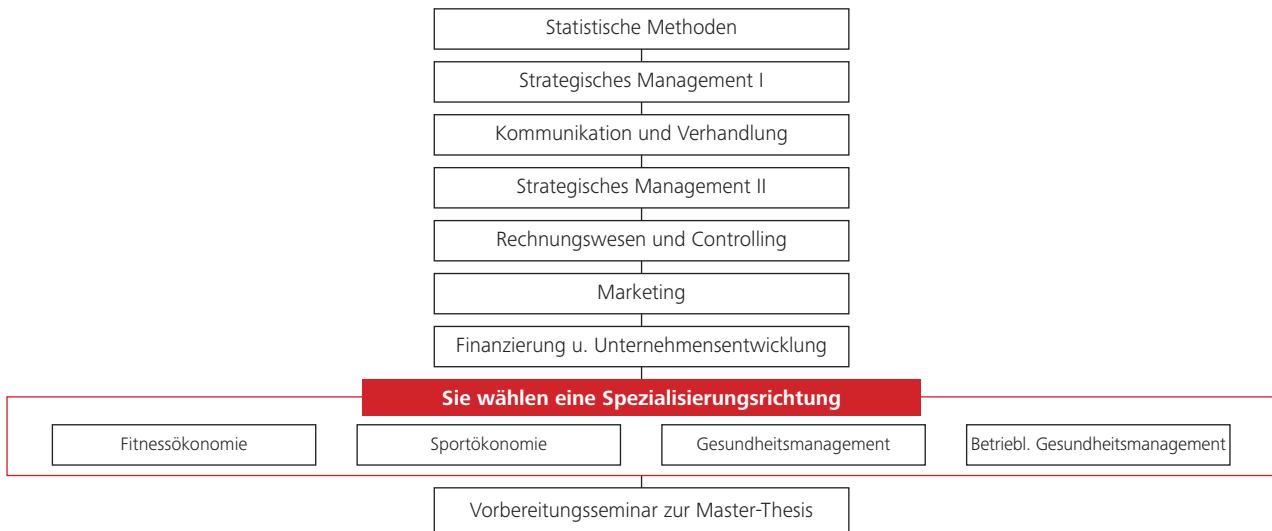 Statistische Methoden
Strategisches Management I
Kommunikation und Verhandlung
Strategisches Management II
Rechnungswesen und Controlling
Marketing
Finanzierung u. Unternehmensentwicklung
Sie wählen eine Spezialisierungsrichtung
Fitnessökonomie
Sportökonomie
Gesundheitsmanagement
Betriebl. Gesundheitsmanagement
Vorbereitungsseminar zur Master-Thesis